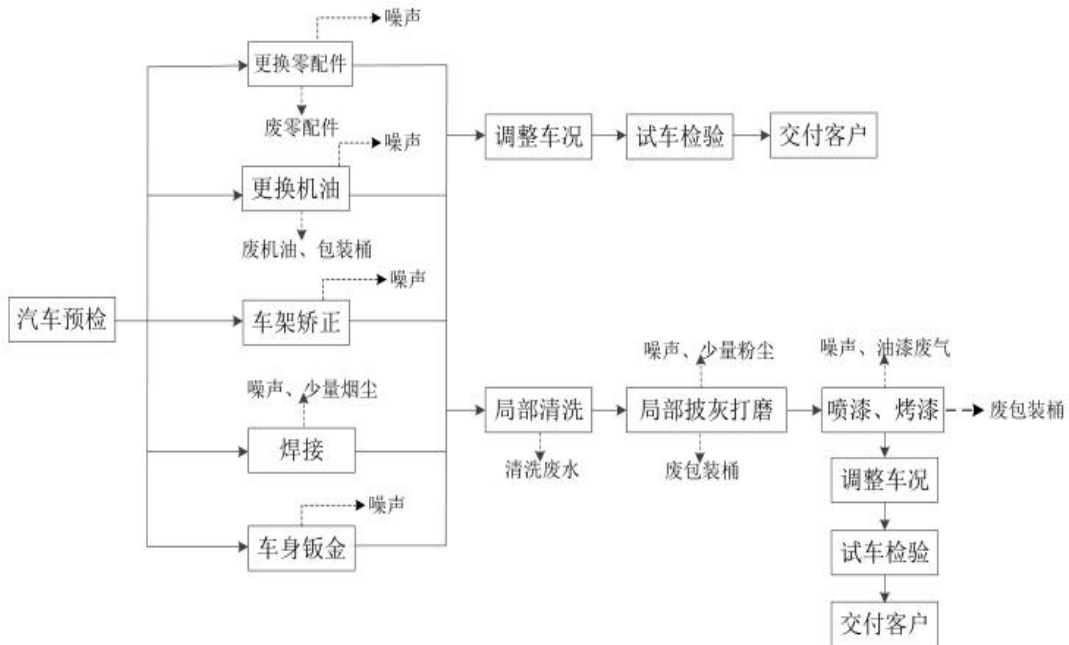 噪声
更换零配件
废零配件
噪声
更换机油
废机油、包装桶
噪声
汽车预检
车架矫正
噪声、少量烟尘
焊接
噪声
车身钣金
调整车况
试车检验
交付客户
局部清洗
清洗废水
噪声、少量粉尘
局部披灰打磨
废包装桶
噪声、油漆废气
喷漆、烤漆
废包装桶
调整车况
试车检验
交付客户